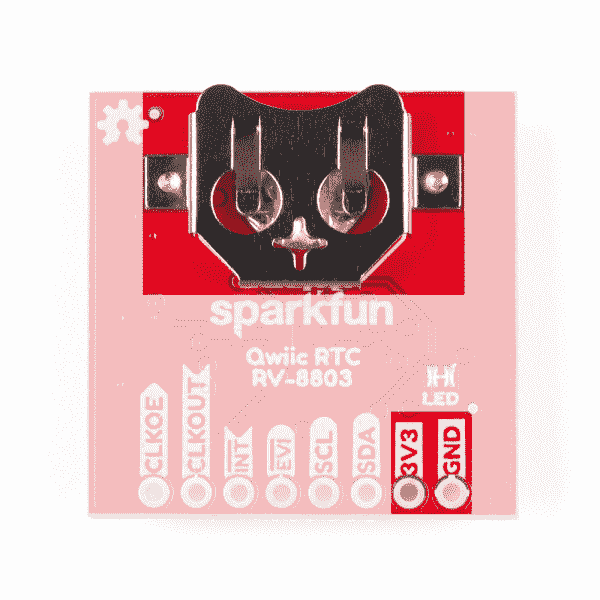 sparkfun
Qwiic RTC
RV-8803
LED
CLKOE
CLKOUT
INT
EVI
SCL
SDA
3V3
GND